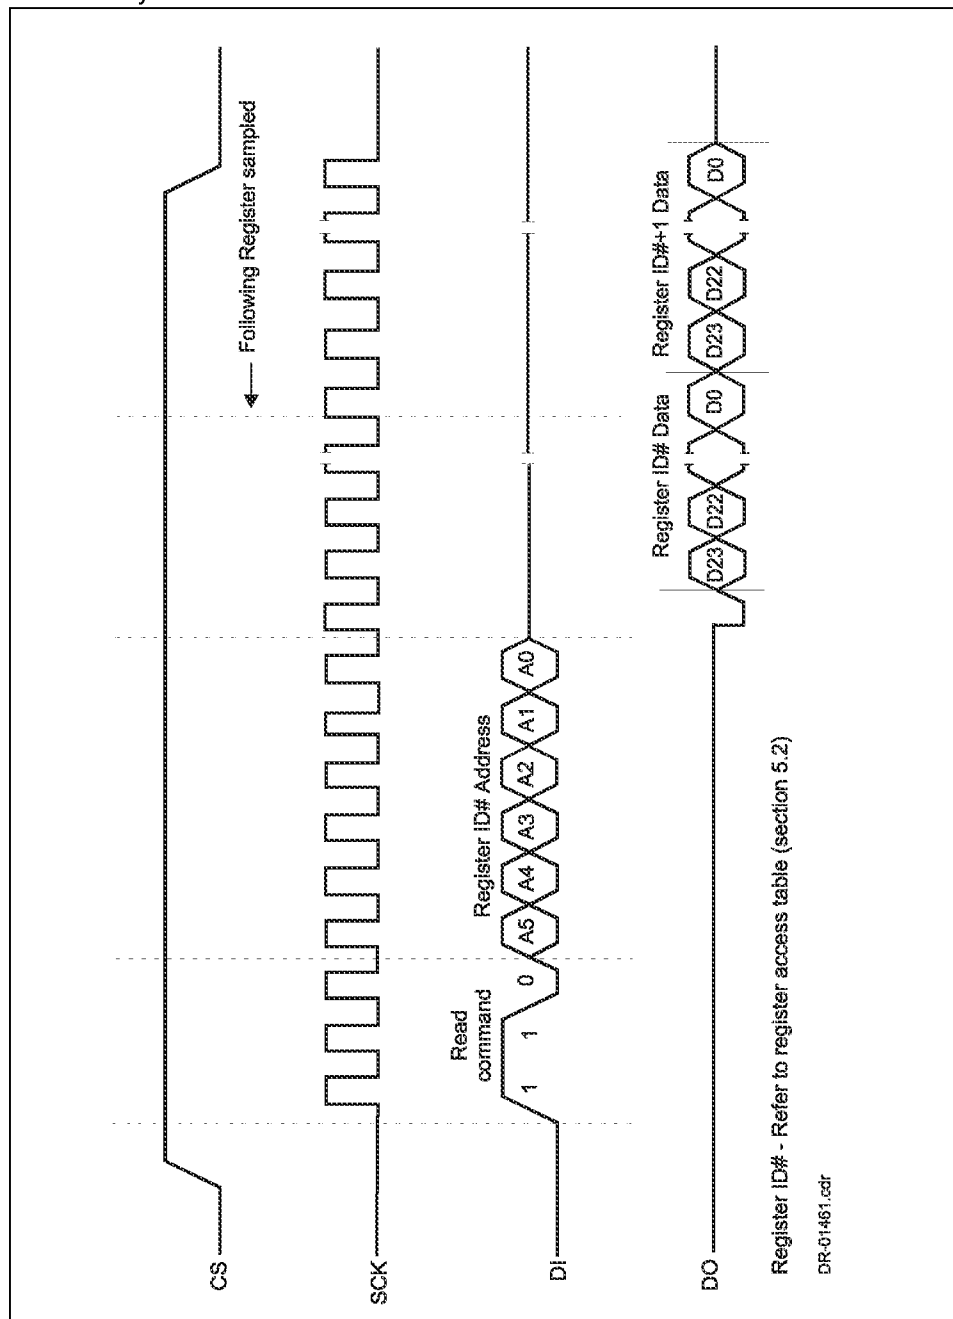 CS
Following Register sampled
SCK
Read
command
Register ID# Address
DI
1
1
0
A5
A4
A3
A2
A1
A0
Register ID# Data
Register ID#+1 Data
DO
D23
D22
D0
D23
D22
D0
Register ID# - Refer to register access table (section 5.2)
DR-01461.cdr